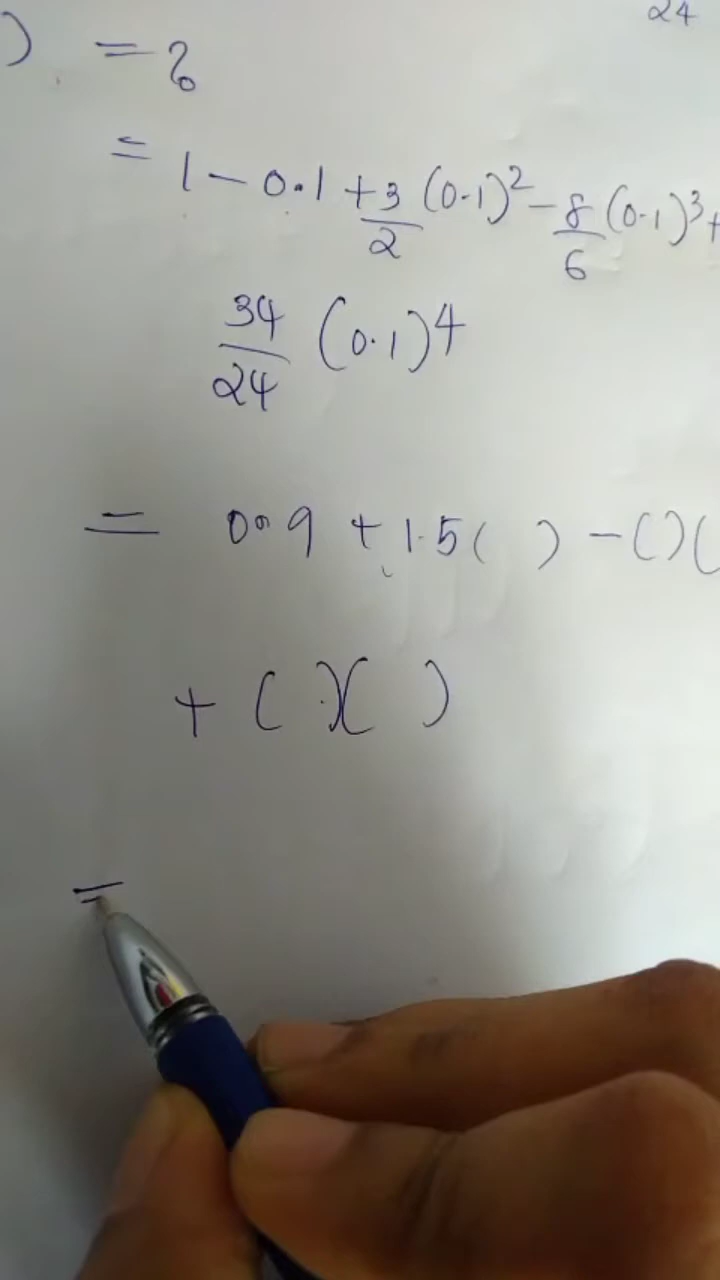 24
) = ?
= 1 - 0.1 + 3/2 (0.1)^2 - 8/6 (0.1)^3 +
34/24 (0.1)^4
= 0.9 + 1.5 ( ) - ( ) (
+ ( ) ( )
=